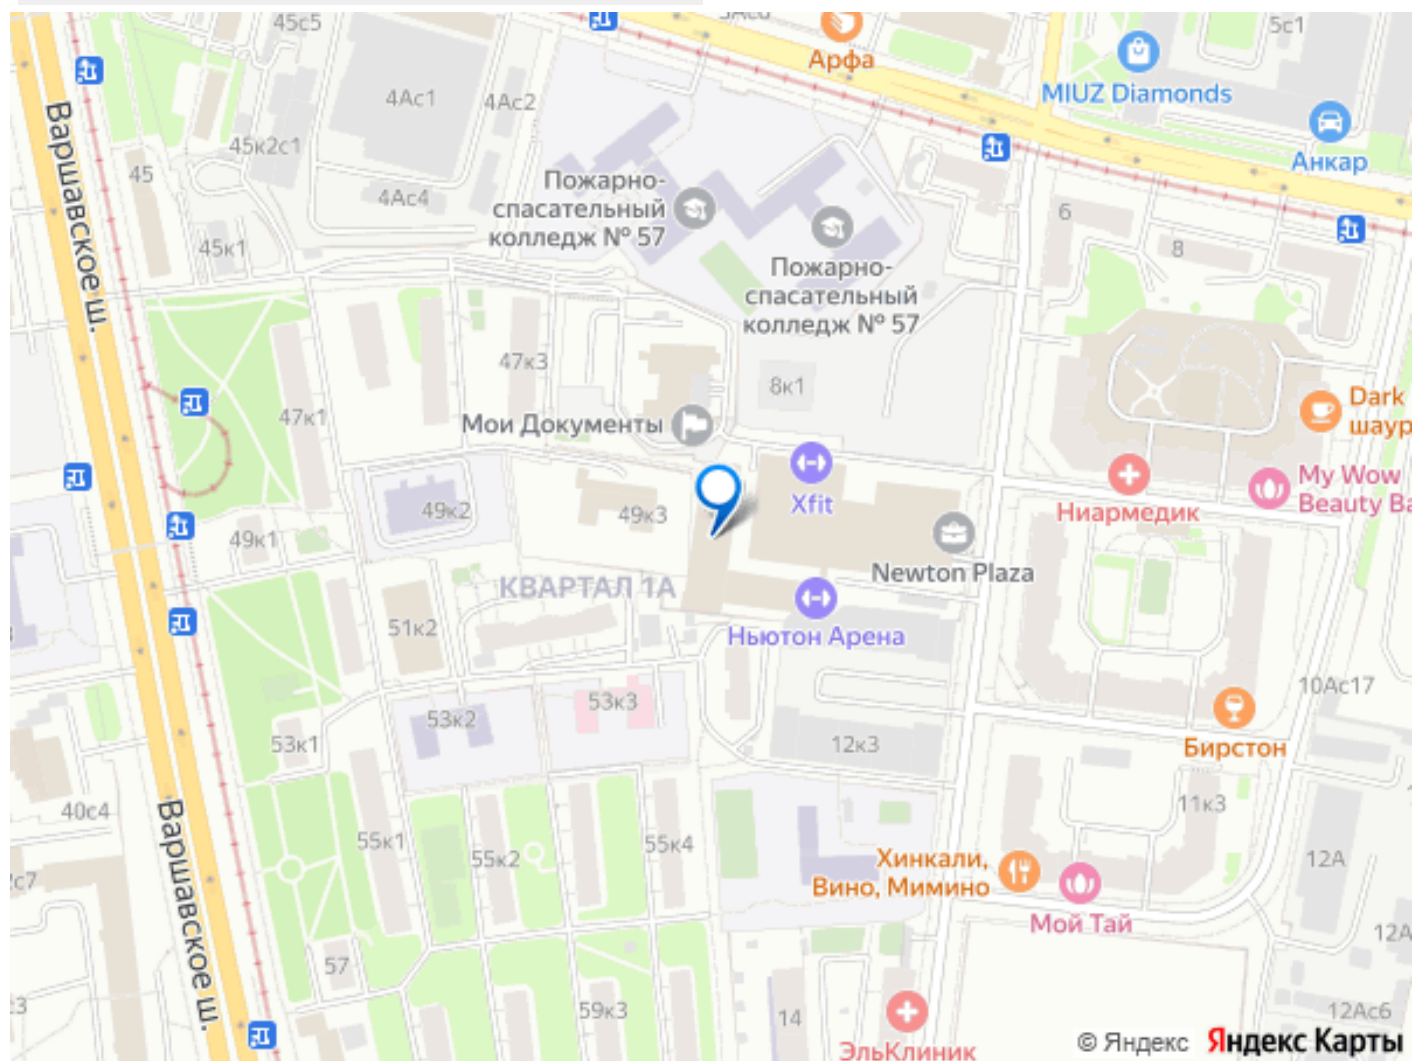 45с5
5с1
Арфа
MIUZ Diamonds
4Ас1
4Ас2
Анкар
Варшавское ш.
45к2с1
45
Пожарно-
спасательный
колледж № 57
4Ас4
6
45к1
8
Пожарно-
спасательный
колледж № 57
47к3
8к1
Dark
шаур
47к1
Мои Документы
Xfit
My Wow
Beauty Ba
Ниармедик
49к2
49к3
49к1
Newton Plaza
КВАРТАЛ 1А
51к2
Ньютон Арена
10Ас17
53к3
53к2
53к1
12к3
Бирстон
40с4
Варшавское ш.
11к3
55к1
55к2
55к4
Хинкали,
Вино, Мимино
12А
Мой Тай
12А
57
59к3
14
12Ас6
ЭльКлиник
© Яндекс Яндекс Карты